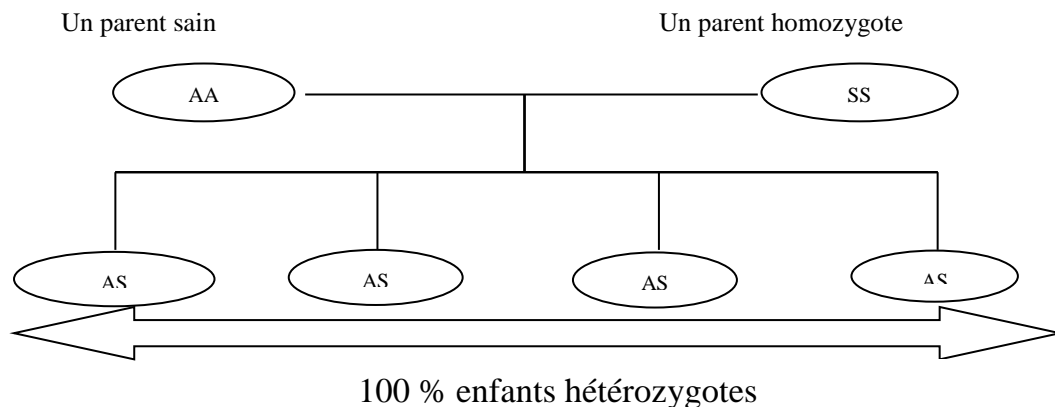 Un parent sain Un parent homozygote
AA SS
AS AS AS AS
100 % enfants hétérozygotes